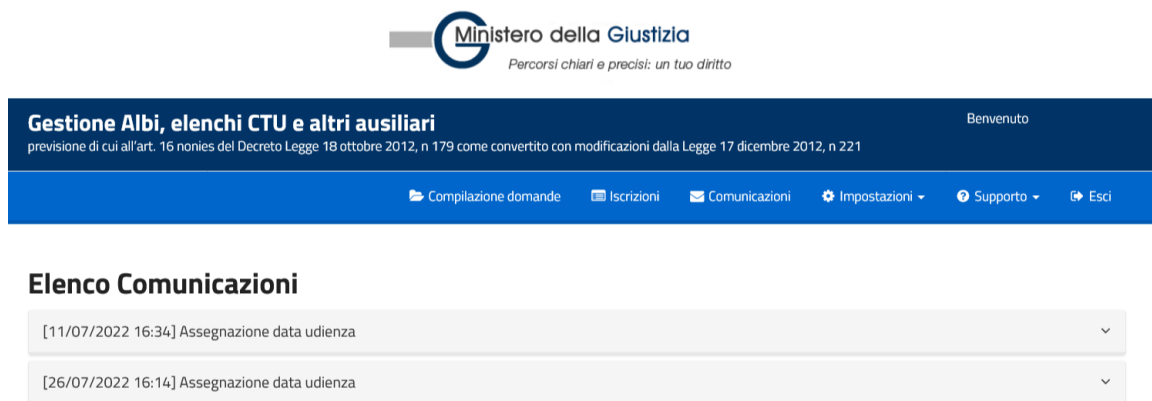 Ministero della Giustizia
Percorsi chiari e precisi: un tuo diritto
Gestione Albi, elenchi CTU e altri ausiliari
Benvenuto
previsione di cui all'art. 16 nonies del Decreto Legge 18 ottobre 2012, n 179 come convertito con modificazioni dalla Legge 17 dicembre 2012, n 221
Compilazione domande Iscrizioni Comunicazioni Impostazioni Supporto Esci
Elenco Comunicazioni
[11/07/2022 16:34] Assegnazione data udienza
[26/07/2022 16:14] Assegnazione data udienza